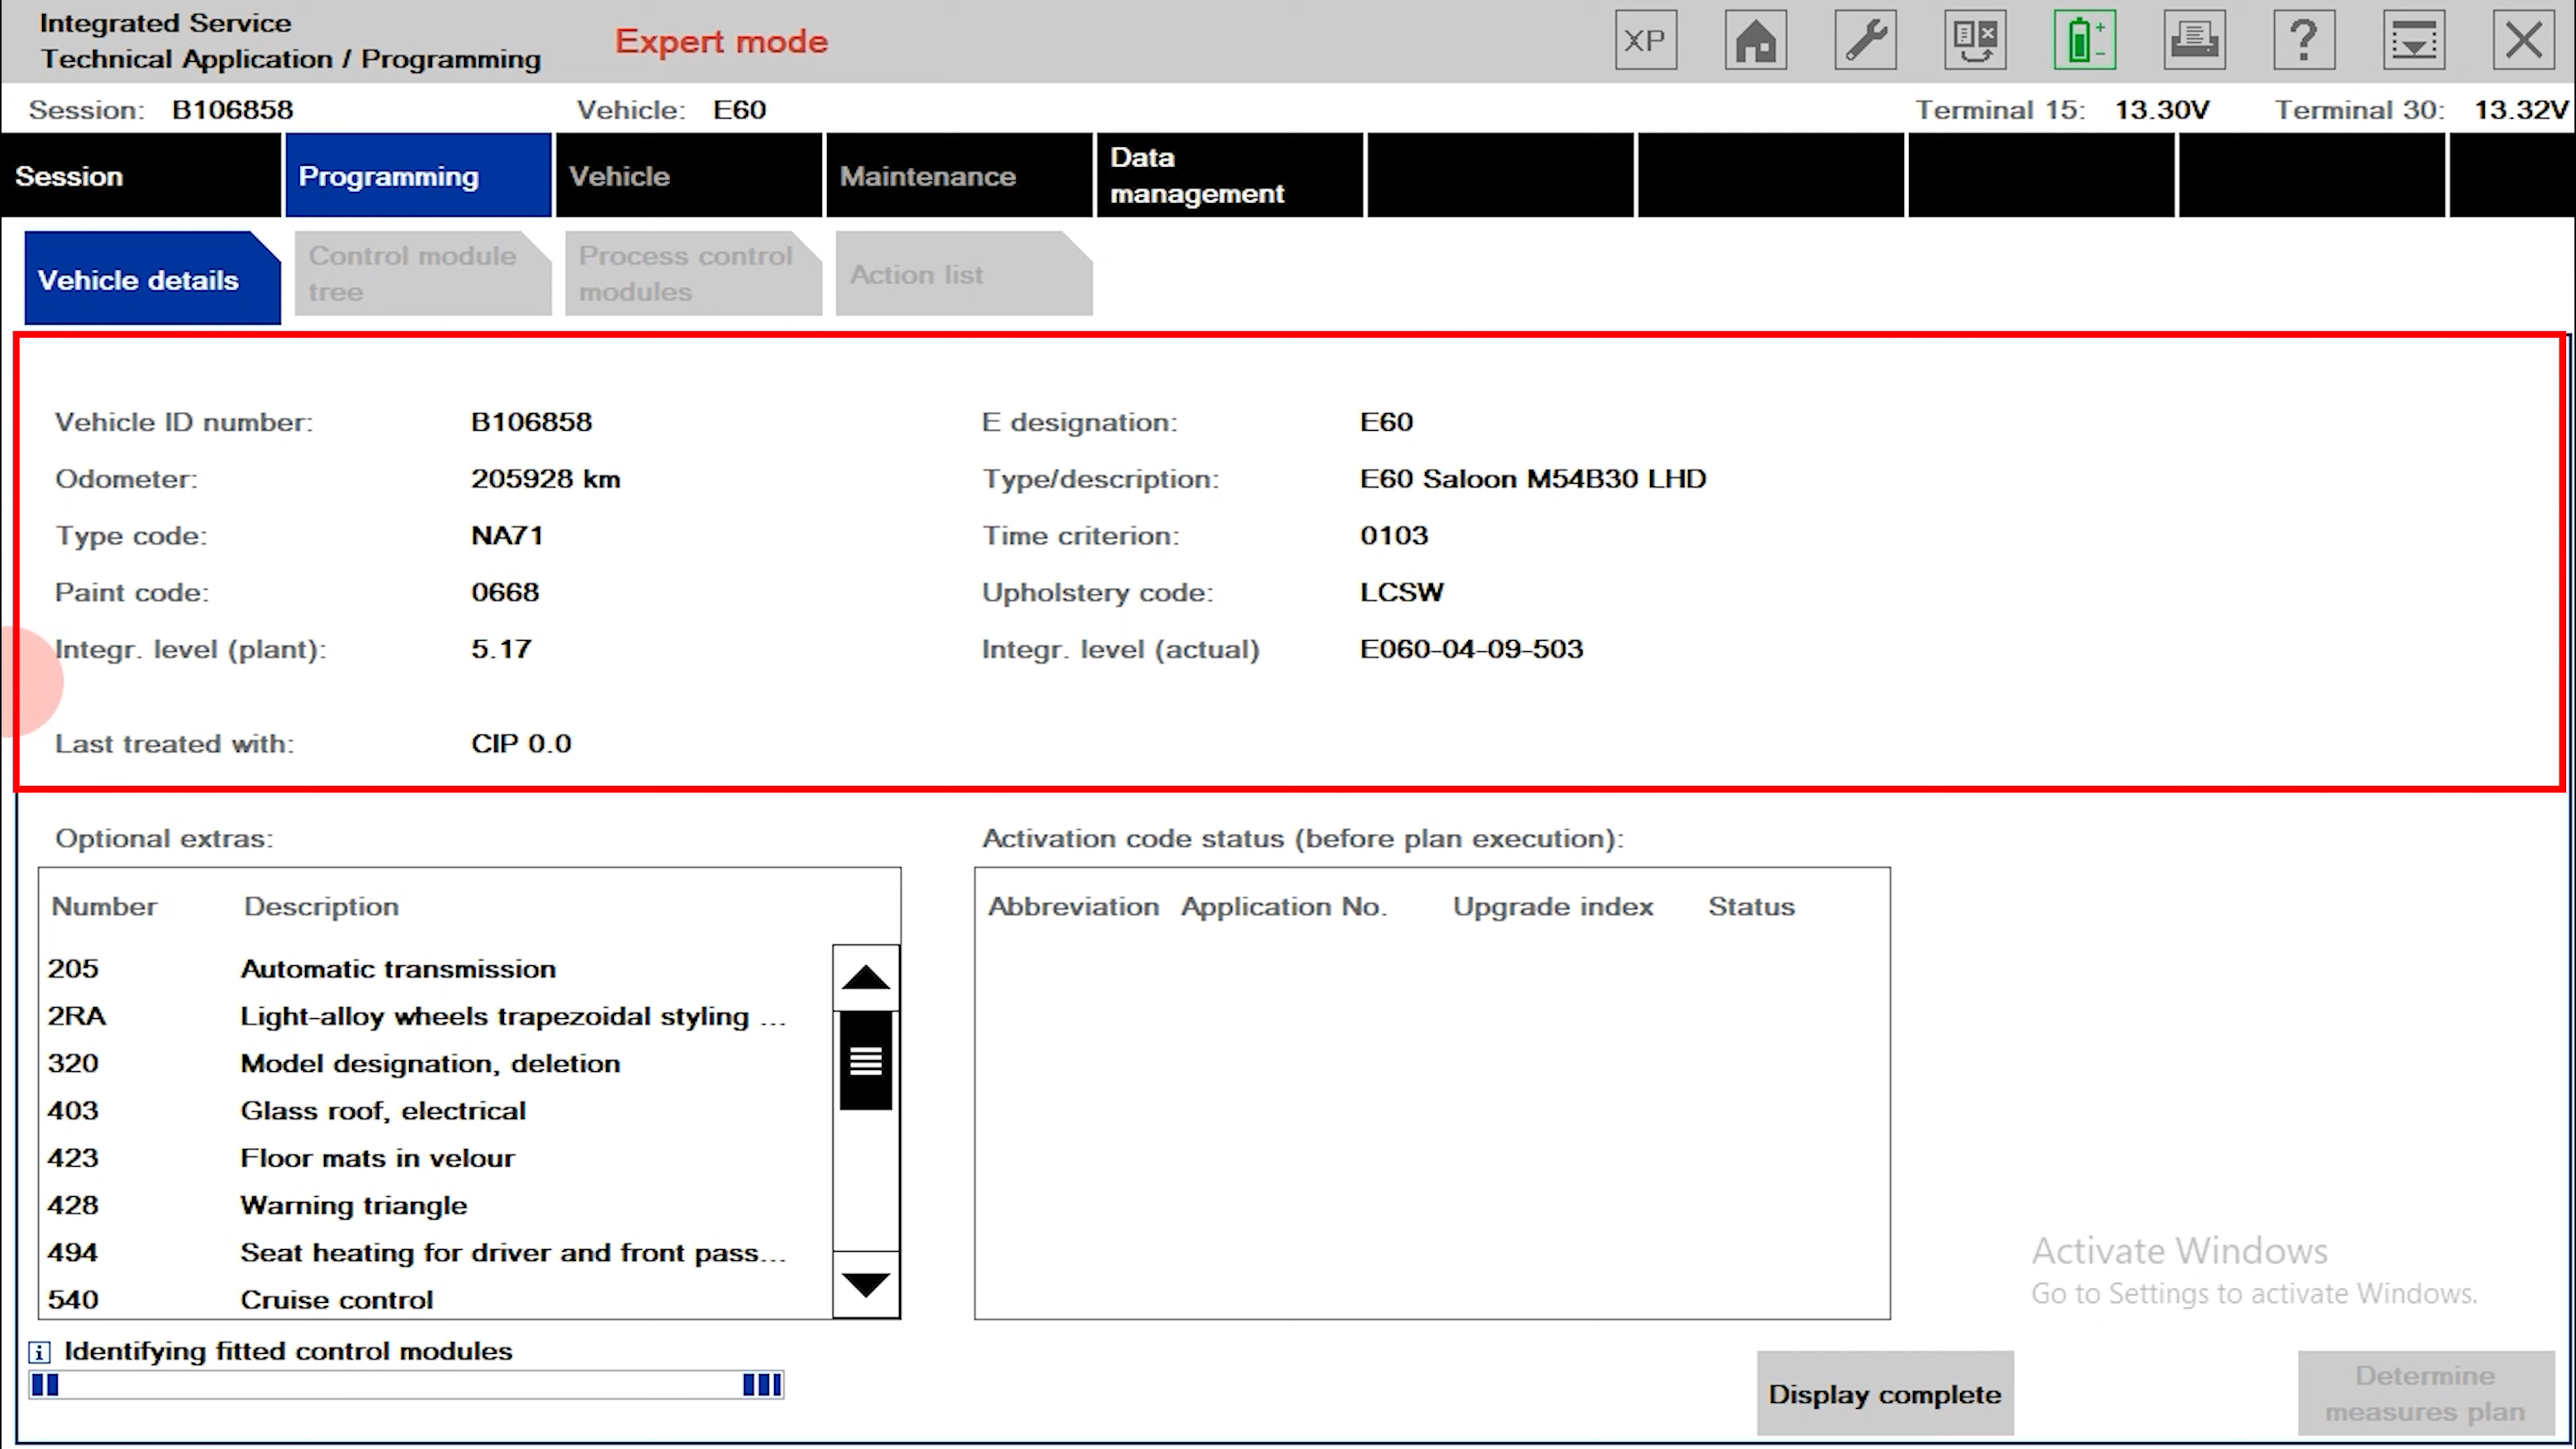 Integrated Service
Technical Application / Programming
Expert mode
XP
Session: B106858
Vehicle: E60
Terminal 15: 13.30V
Terminal 30: 13.32V
Session
Programming
Vehicle
Maintenance
Data
management
Vehicle details
Control module
tree
Process control
modules
Action list
Vehicle ID number: B106858
E designation: E60
Odometer: 205928 km
Type/description: E60 Saloon M54B30 LHD
Type code: NA71
Time criterion: 0103
Paint code: 0668
Upholstery code: LCSW
Integr. level (plant): 5.17
Integr. level (actual) E060-04-09-503
Last treated with: CIP 0.0
Optional extras:
Number Description
205 Automatic transmission
2RA Light-alloy wheels trapezoidal styling ...
320 Model designation, deletion
403 Glass roof, electrical
423 Floor mats in velour
428 Warning triangle
494 Seat heating for driver and front pass...
540 Cruise control
Activation code status (before plan execution):
Abbreviation Application No. Upgrade index Status
Activate Windows
Go to Settings to activate Windows.
i Identifying fitted control modules
Display complete
Determine
measures plan